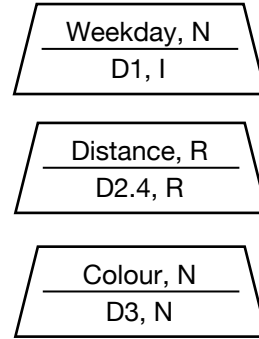 Weekday, N
D1, I
Distance, R
D2.4, R
Colour, N
D3, N